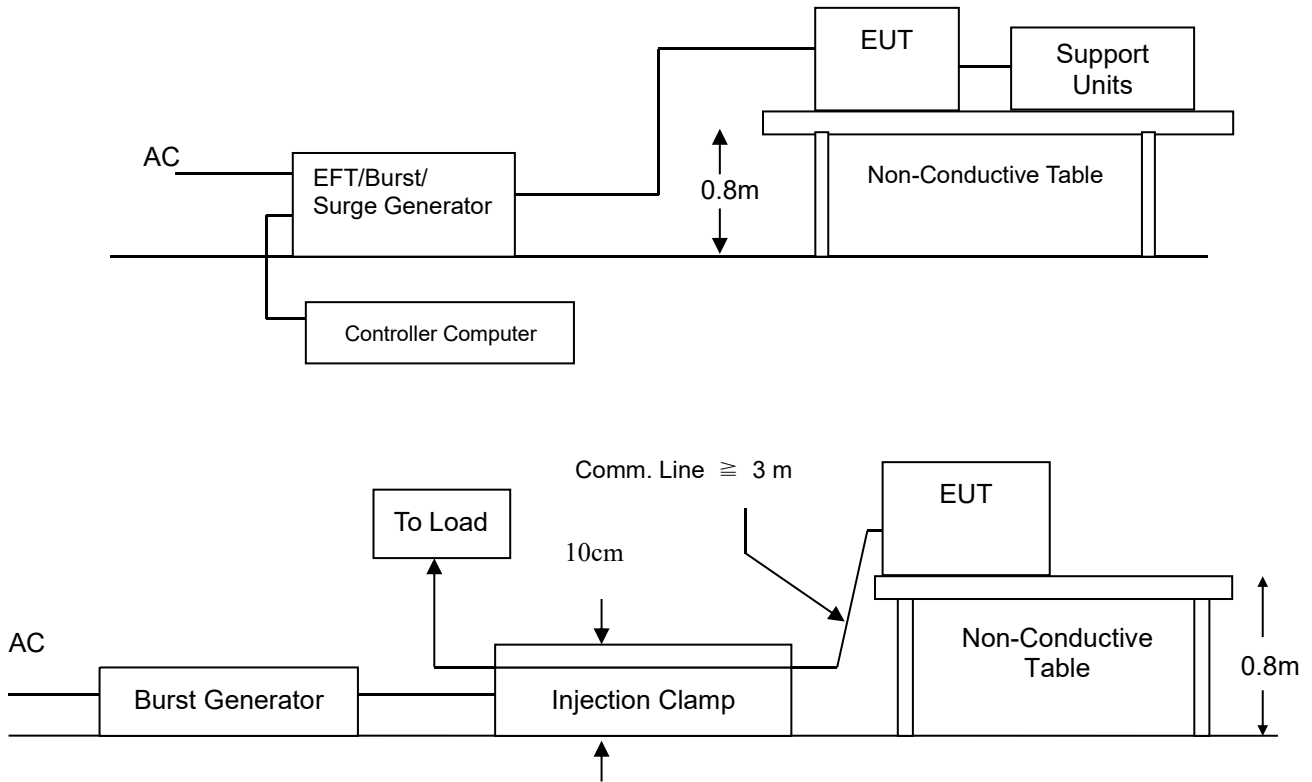 EUT
Support
Units
AC
EFT/Burst/
Surge Generator
0.8m
Non-Conductive Table
Controller Computer
Comm. Line ≧ 3 m
EUT
To Load
10cm
AC
Non-Conductive
Table
0.8m
Burst Generator
Injection Clamp